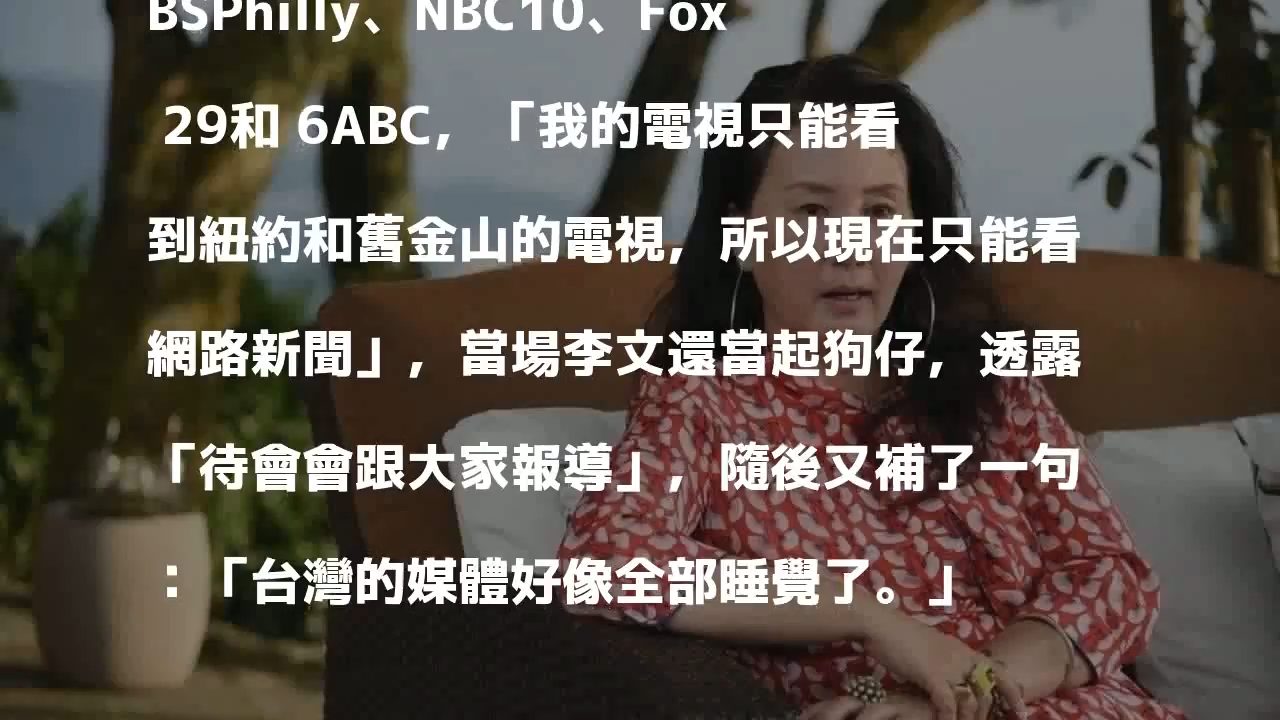 BSPhilly、NBC10、Fox
29和 6ABC，「我的電視只能看
到紐約和舊金山的電視，所以現在只能看
網路新聞」，當場李文還當起狗仔，透露
「待會會跟大家報導」，隨後又補了一句
：「台灣的媒體好像全部睡覺了。」